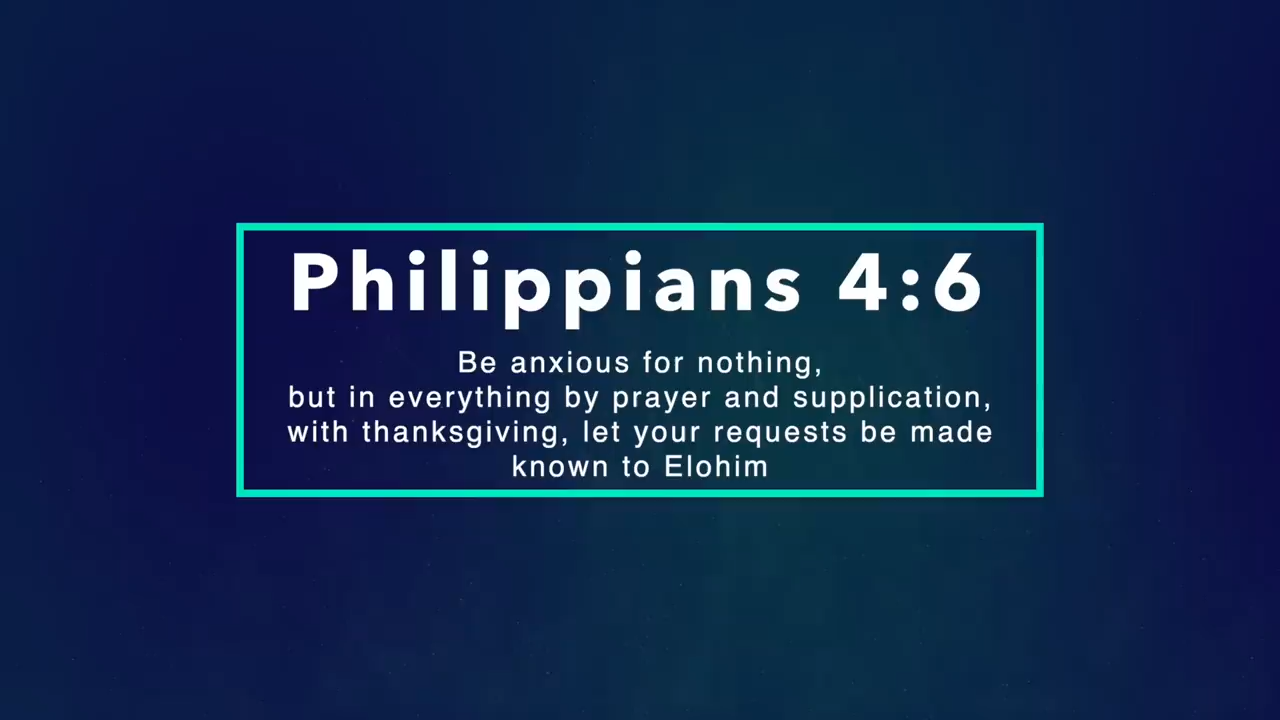 Philippians 4:6
Be anxious for nothing,
but in everything by prayer and supplication,
with thanksgiving, let your requests be made
known to Elohim